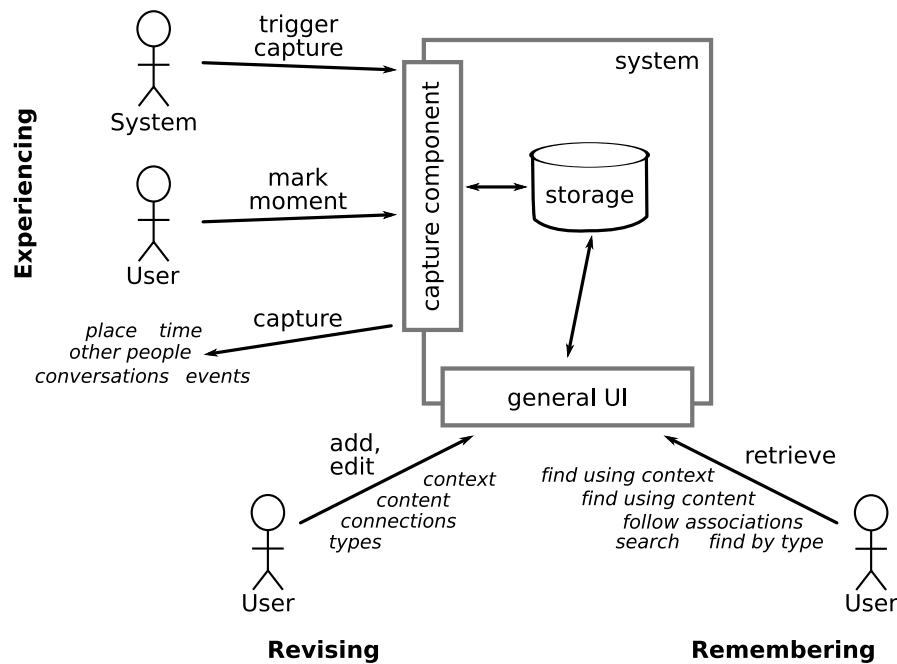 trigger
capture
system
System
Experiencing
mark
moment
capture component
storage
User
capture
place time
other people
conversations events
general UI
add,
edit
context
content
connections
types
User
Revising
retrieve
find using context
find using content
follow associations
search find by type
User
Remembering